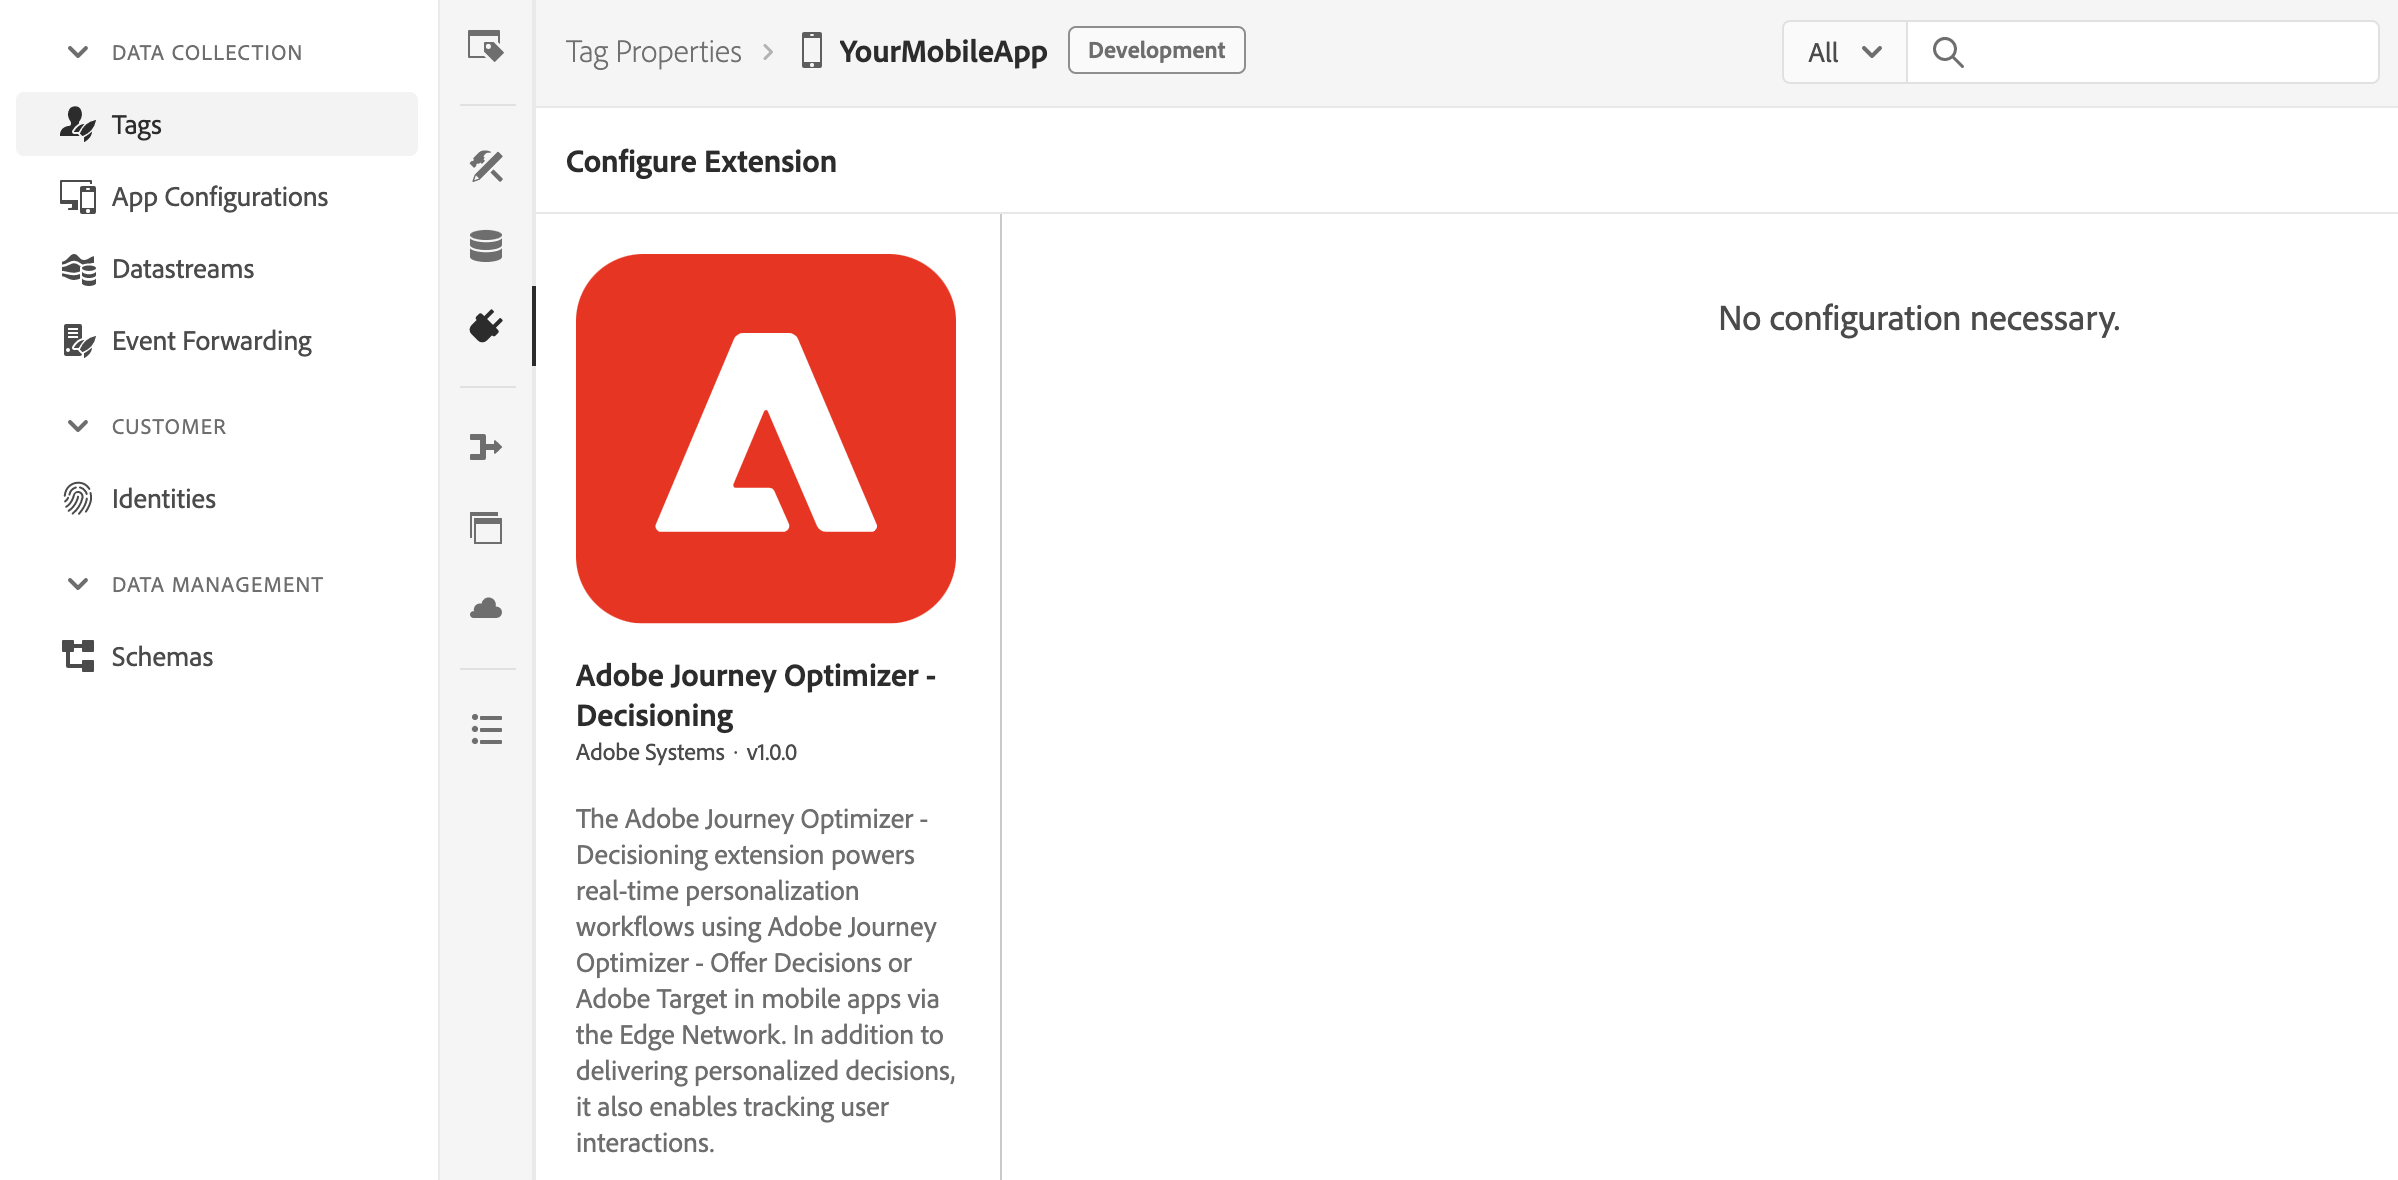 DATA COLLECTION
Tags
App Configurations
Datastreams
Event Forwarding
CUSTOMER
Identities
DATA MANAGEMENT
Schemas
Tag Properties > YourMobileApp Development
All
Configure Extension
Adobe Journey Optimizer -
Decisioning
Adobe Systems · v1.0.0
The Adobe Journey Optimizer -
Decisioning extension powers
real-time personalization
workflows using Adobe Journey
Optimizer - Offer Decisions or
Adobe Target in mobile apps via
the Edge Network. In addition to
delivering personalized decisions,
it also enables tracking user
interactions.
No configuration necessary.